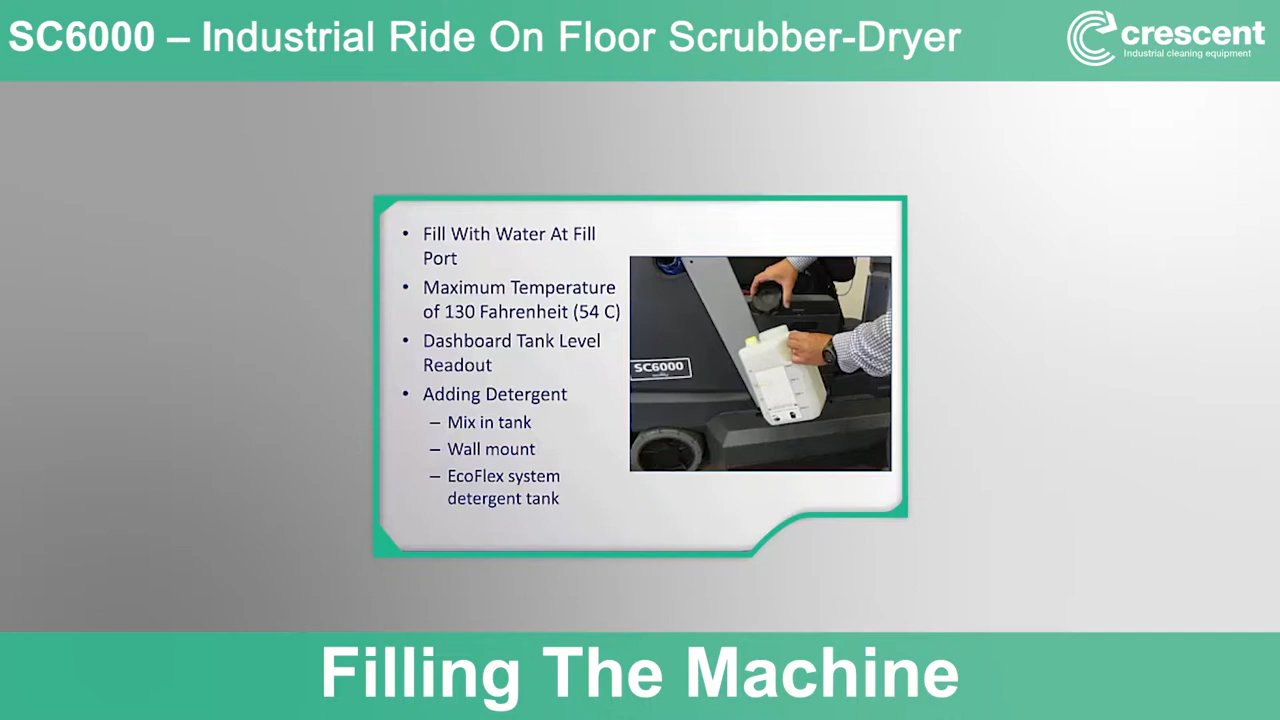 SC6000 – Industrial Ride On Floor Scrubber-Dryer
crescent
Industrial cleaning equipment
• Fill With Water At Fill
Port
• Maximum Temperature
of 130 Fahrenheit (54 C)
• Dashboard Tank Level
Readout
• Adding Detergent
– Mix in tank
– Wall mount
– EcoFlex system
detergent tank
SC6000
Filling The Machine